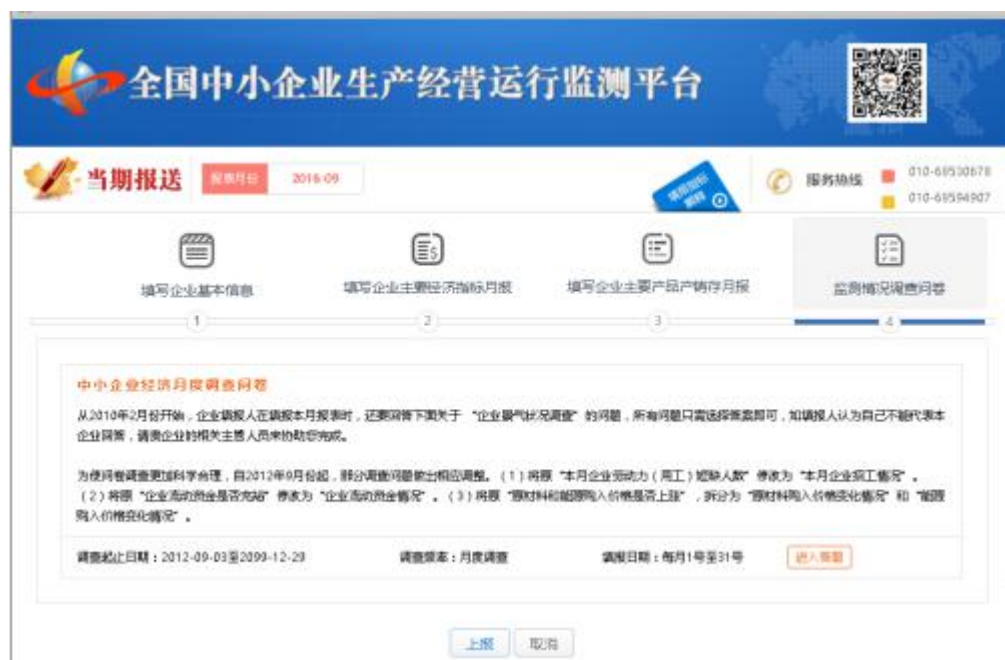 全国中小企业生产经营运行监测平台
当期报送
报表月份
2016-09
填报指标
解释
服务热线
010-68530678
010-68594907
填写企业基本信息
填写企业主要经济指标月报
填写企业主要产品产销存月报
监测情况调查问卷
1
2
3
4
中小企业经济月度调查问卷
从2010年2月份开始，企业填报人在填报本月报表时，还要回答下面关于 “企业景气状况调查” 的问题，所有问题只需选择答案即可，如填报人认为自己不能代表本
企业回答，请贵企业的相关主管人员来协助您完成。
为使问卷调查更加科学合理，自2012年9月份起，部分调查问题做出相应调整。（1）将原 “本月企业劳动力（用工）短缺人数” 修改为 “本月企业招工情况” 。
（2）将原 “企业流动资金是否充裕” 修改为 “企业流动资金情况” 。（3）将原 “原材料和能源购入价格是否上涨” ，拆分为 “原材料购入价格变化情况” 和 “能源
购入价格变化情况” 。
调查起止日期：2012-09-03至2099-12-29
调查频率：月度调查
填报日期：每月1号至31号
进入答题
上报
取消